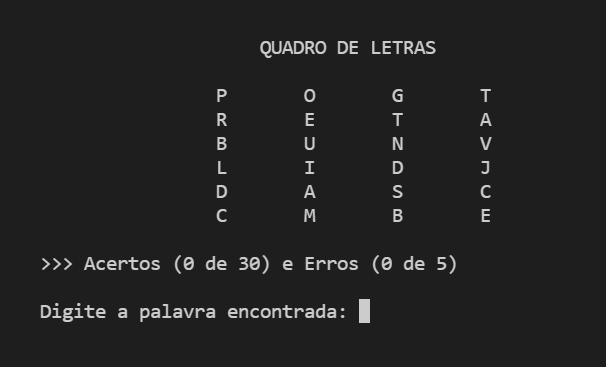 QUADRO DE LETRAS
P O G T
R E T A
B U N V
L I D J
D A S C
C M B E
>>> Acertos (0 de 30) e Erros (0 de 5)
Digite a palavra encontrada: